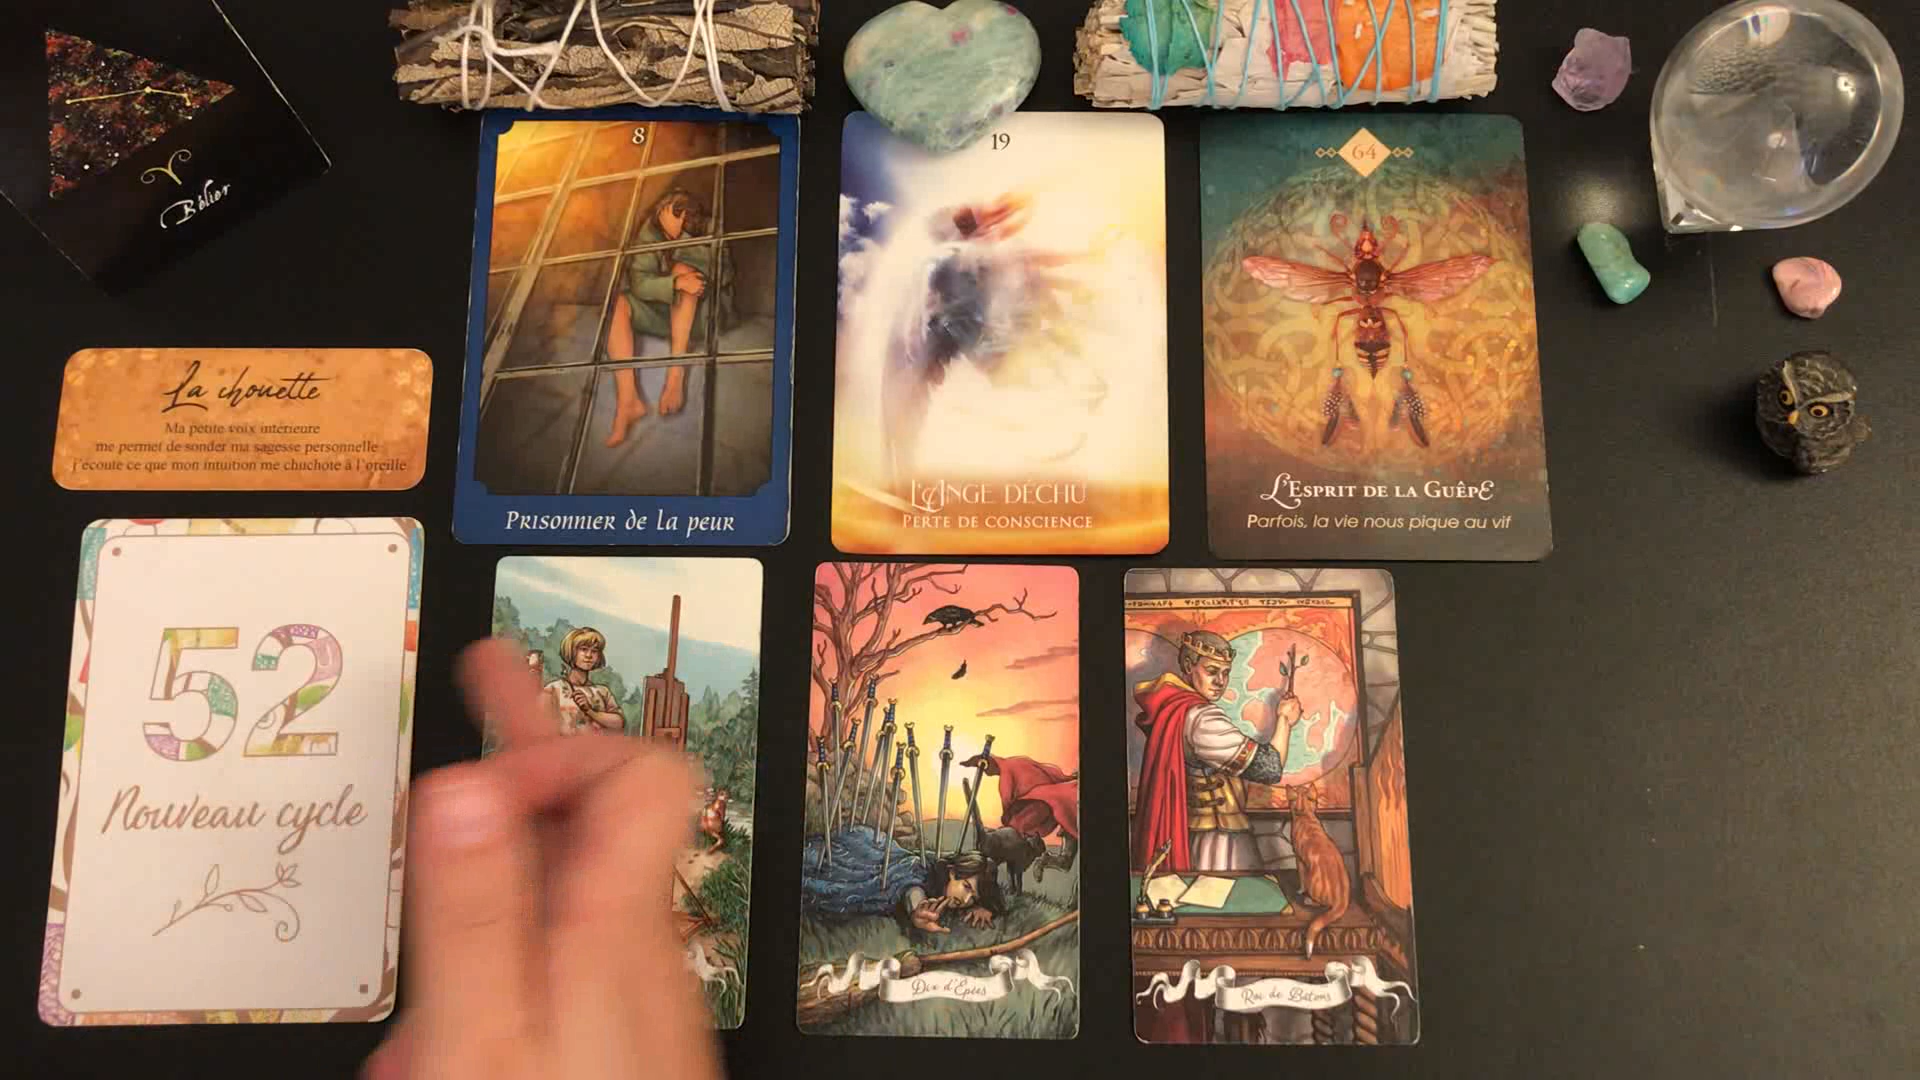 Bélier
8
Prisonnier de la peur
19
L'Ange Déchu
Perte de conscience
64
L'Esprit de la Guêpe
Parfois, la vie nous pique au vif
La chouette
Ma petite voix intérieure
me permet de sonder ma sagesse personnelle
j'écoute ce que mon intuition me chuchote à l'oreille
52
Nouveau cycle
Dix d'Épées
Roi de Bâtons